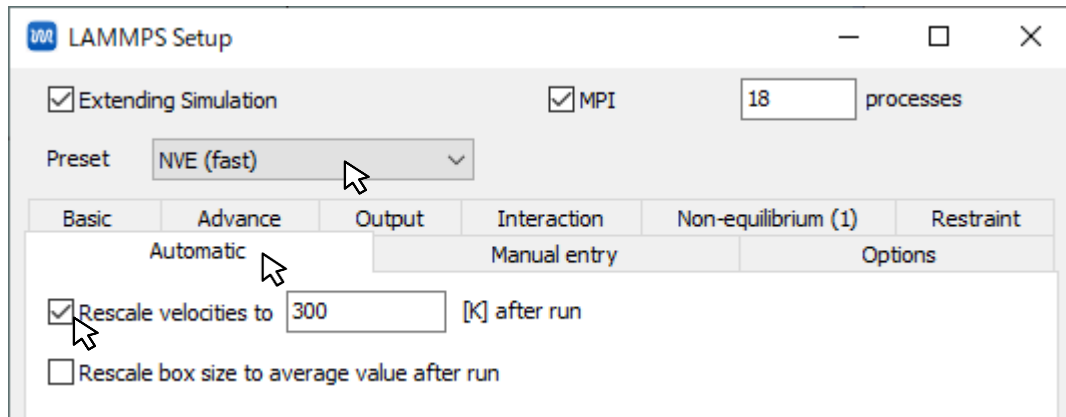 LAMMPS Setup
Extending Simulation MPI 18 processes
Preset NVE (fast)
Basic Advance Output Interaction Non-equilibrium (1) Restraint
Automatic Manual entry Options
Rescale velocities to 300 [K] after run
Rescale box size to average value after run